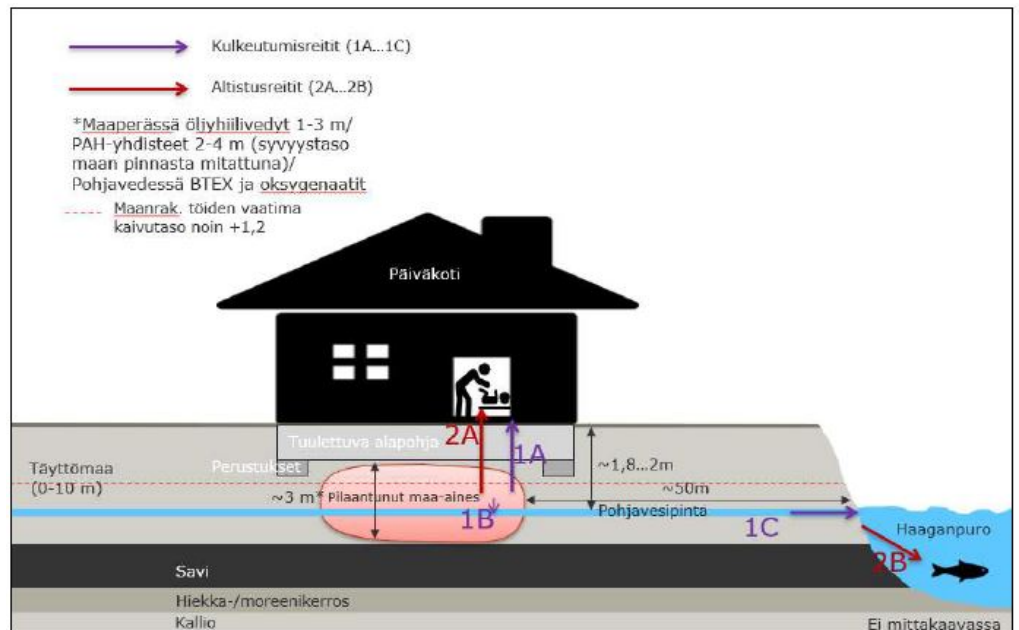 Kulkeutumisreitit (1A...1C)
Altistusreitit (2A...2B)
*Maaperässä öljyhiilivedyt 1-3 m/
PAH-yhdisteet 2-4 m (syvyystaso
maan pinnasta mitattuna)/
Pohjavedessä BTEX ja oksygenaatit
Maanrak. töiden vaatima
kaivutaso noin +1,2
Päiväkoti
Tuulettuva alapohja
2A
1A
Perustukset
Täyttömaa
(0-10 m)
~1,8...2m
~50m
~3 m*
Pilaantunut maa-aines
1B
Pohjavesipinta
1C
Haaganpuro
2B
Savi
Hiekka-/moreenikerros
Kallio
Ei mittakaavassa